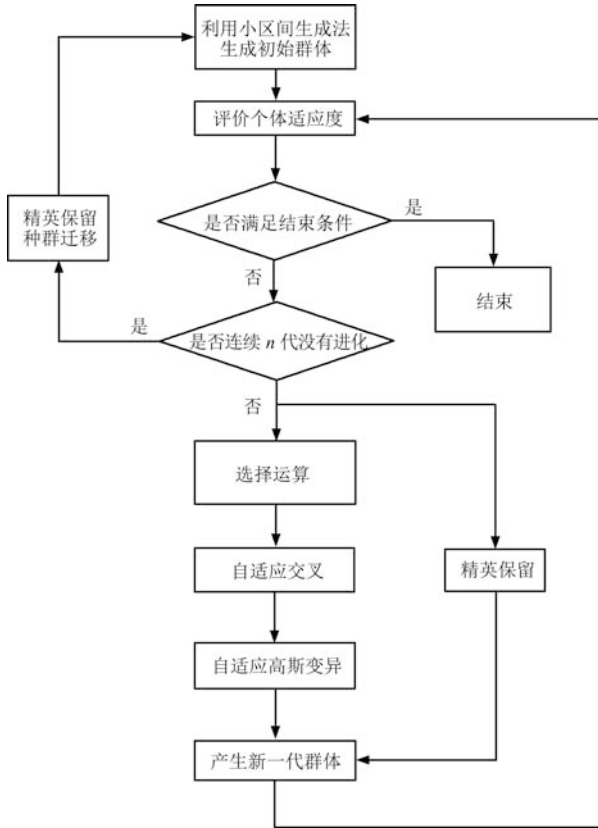 利用小区间生成法
生成初始群体
评价个体适应度
精英保留
种群迁移
是否满足结束条件
是
否
结束
是
是否连续 n 代没有进化
否
选择运算
自适应交叉
精英保留
自适应高斯变异
产生新一代群体